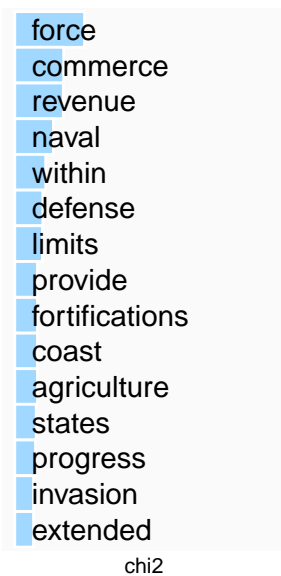 force
commerce
revenue
naval
within
defense
limits
provide
fortifications
coast
agriculture
states
progress
invasion
extended
chi2